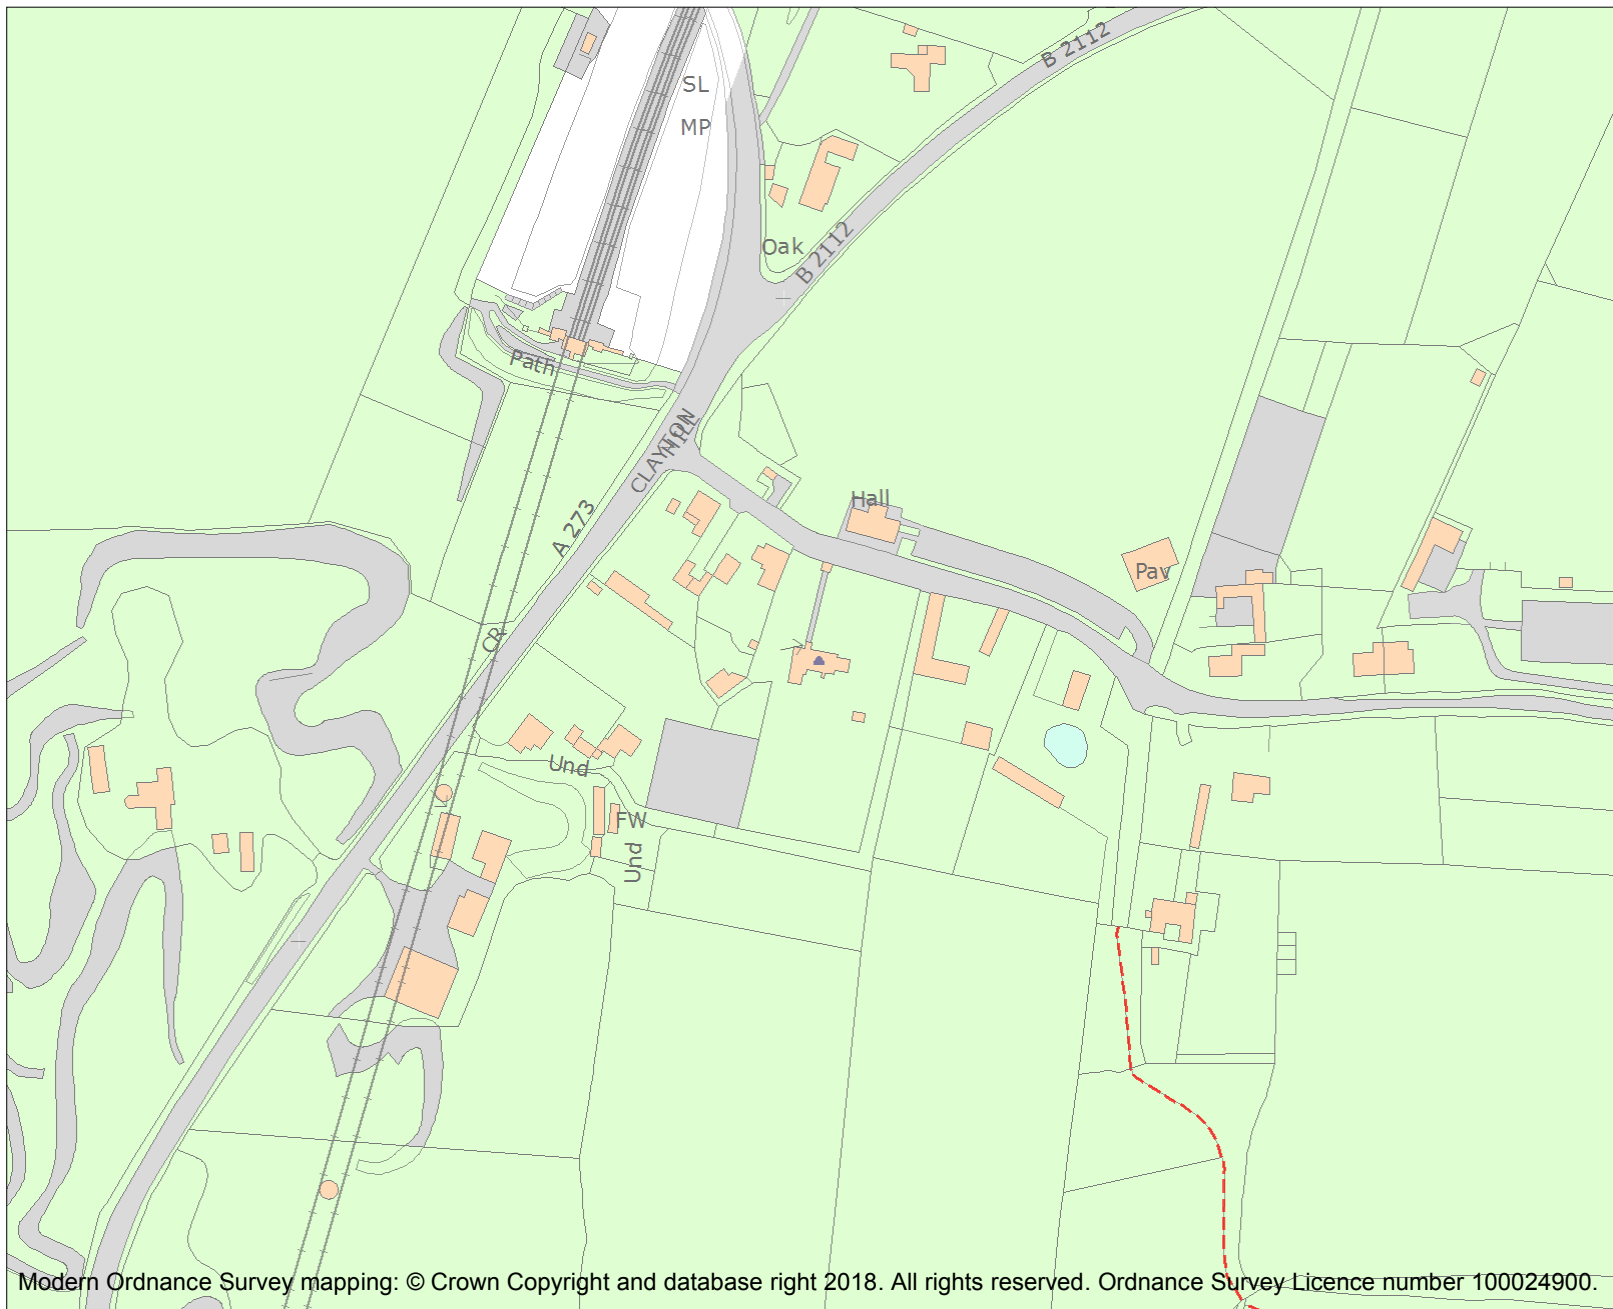 B 2112
SL
MP
Oak
B 2112
Path
CLAYTON
HILL
Hall
A 273
Pav
CR
Und
FW
Und
Modern Ordnance Survey mapping: © Crown Copyright and database right 2018. All rights reserved. Ordnance Survey Licence number 100024900.